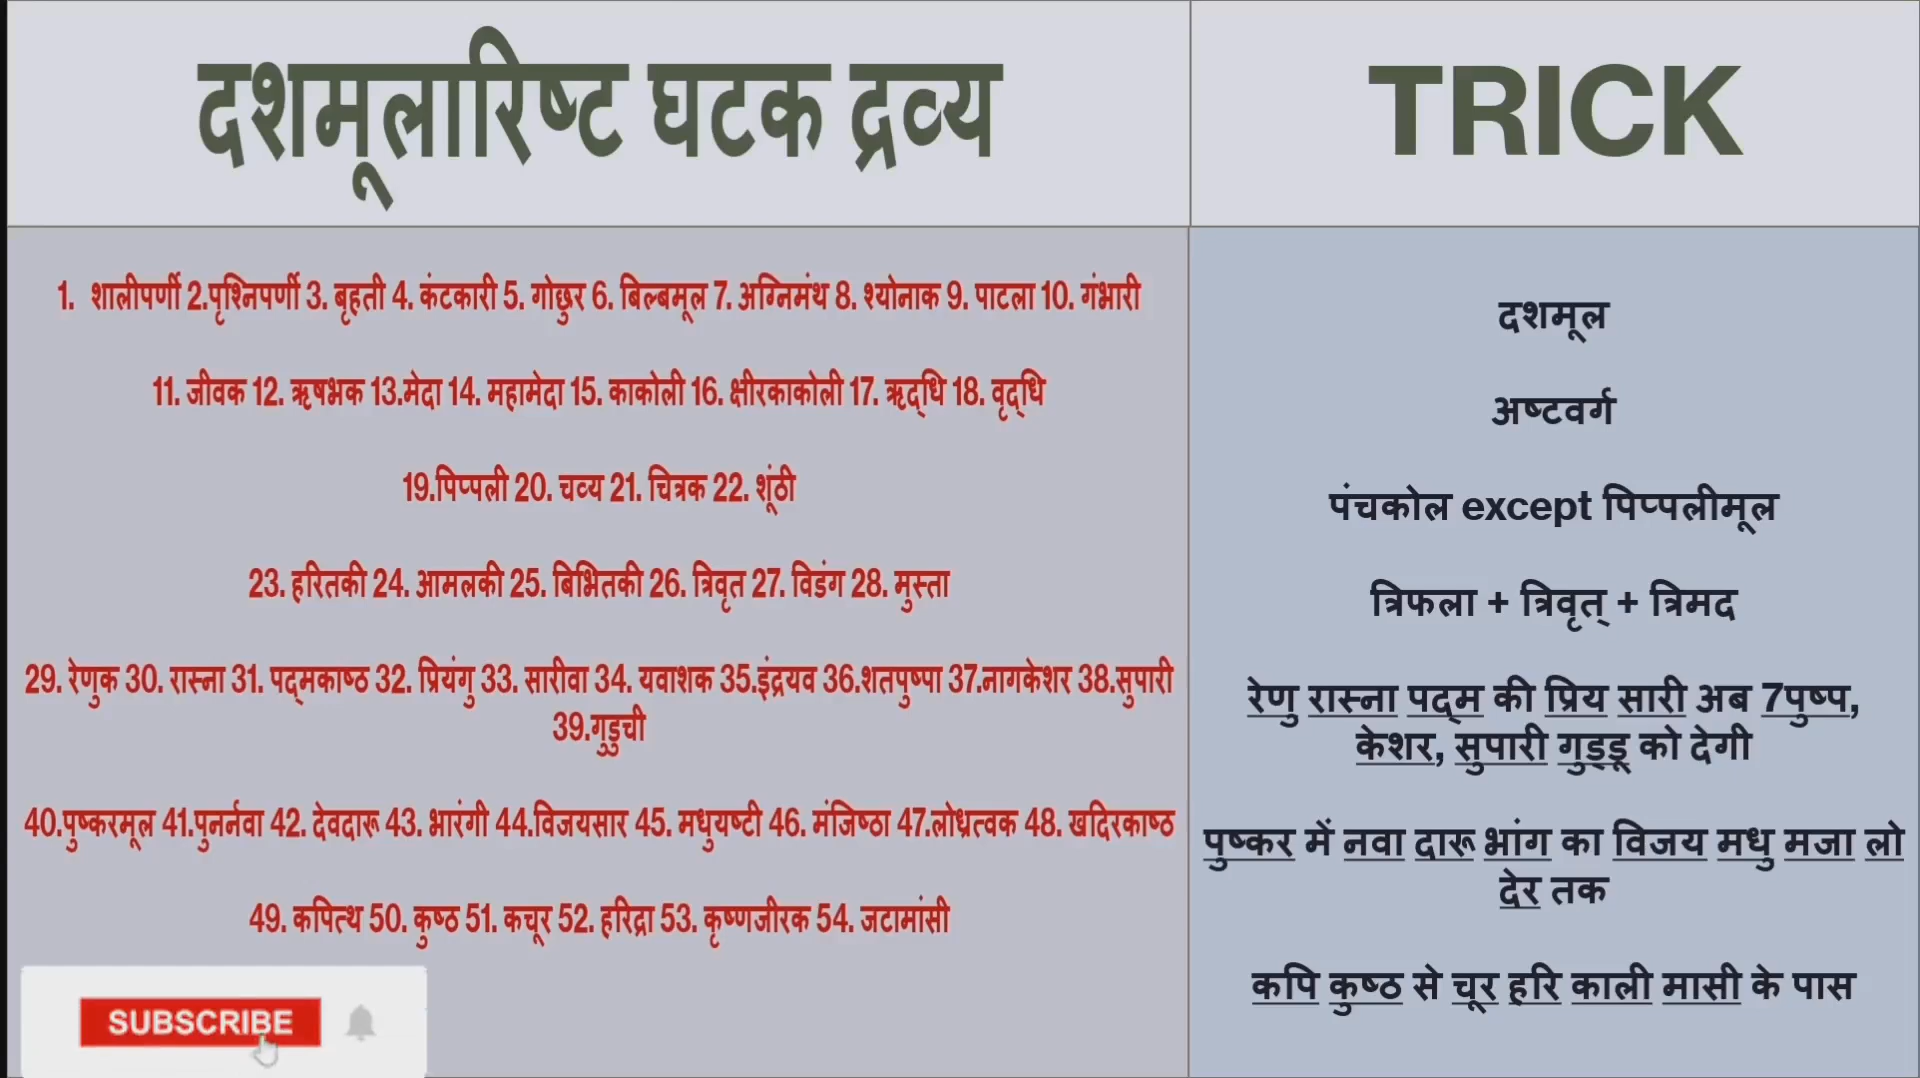 दशमूलारिष्ट घटक द्रव्य
TRICK
1. शालीपर्णी 2.पृश्निपर्णी 3. बृहती 4. कंटकारी 5. गोछुर 6. बिल्बमूल 7. अग्निमंथ 8. श्योनाक 9. पाटला 10. गंभारी
दशमूल
11. जीवक 12. ऋषभक 13.मेदा 14. महामेदा 15. काकोली 16. क्षीरकाकोली 17. ऋद्धि 18. वृद्धि
अष्टवर्ग
19.पिप्पली 20. चव्य 21. चित्रक 22. शूंठी
पंचकोल except पिप्पलीमूल
23. हरितकी 24. आमलकी 25. बिभितकी 26. त्रिवृत 27. विडंग 28. मुस्ता
त्रिफला + त्रिवृत् + त्रिमद
29. रेणुक 30. रास्ना 31. पद्मकाष्ठ 32. प्रियंगु 33. सारीवा 34. यवाशक 35.इंद्रयव 36.शतपुष्पा 37.नागकेशर 38.सुपारी
39.गुडुची
रेणु रास्ना पद्म की प्रिय सारी अब 7पुष्प,
केशर, सुपारी गुड्डू को देगी
40.पुष्करमूल 41.पुनर्नवा 42. देवदारू 43. भारंगी 44.विजयसार 45. मधुयष्टी 46. मंजिष्ठा 47.लोध्रत्वक 48. खदिरकाष्ठ
पुष्कर में नवा दारू भांग का विजय मधु मजा लो
देर तक
49. कपित्थ 50. कुष्ठ 51. कचूर 52. हरिद्रा 53. कृष्णजीरक 54. जटामांसी
कपि कुष्ठ से चूर हरि काली मासी के पास
SUBSCRIBE